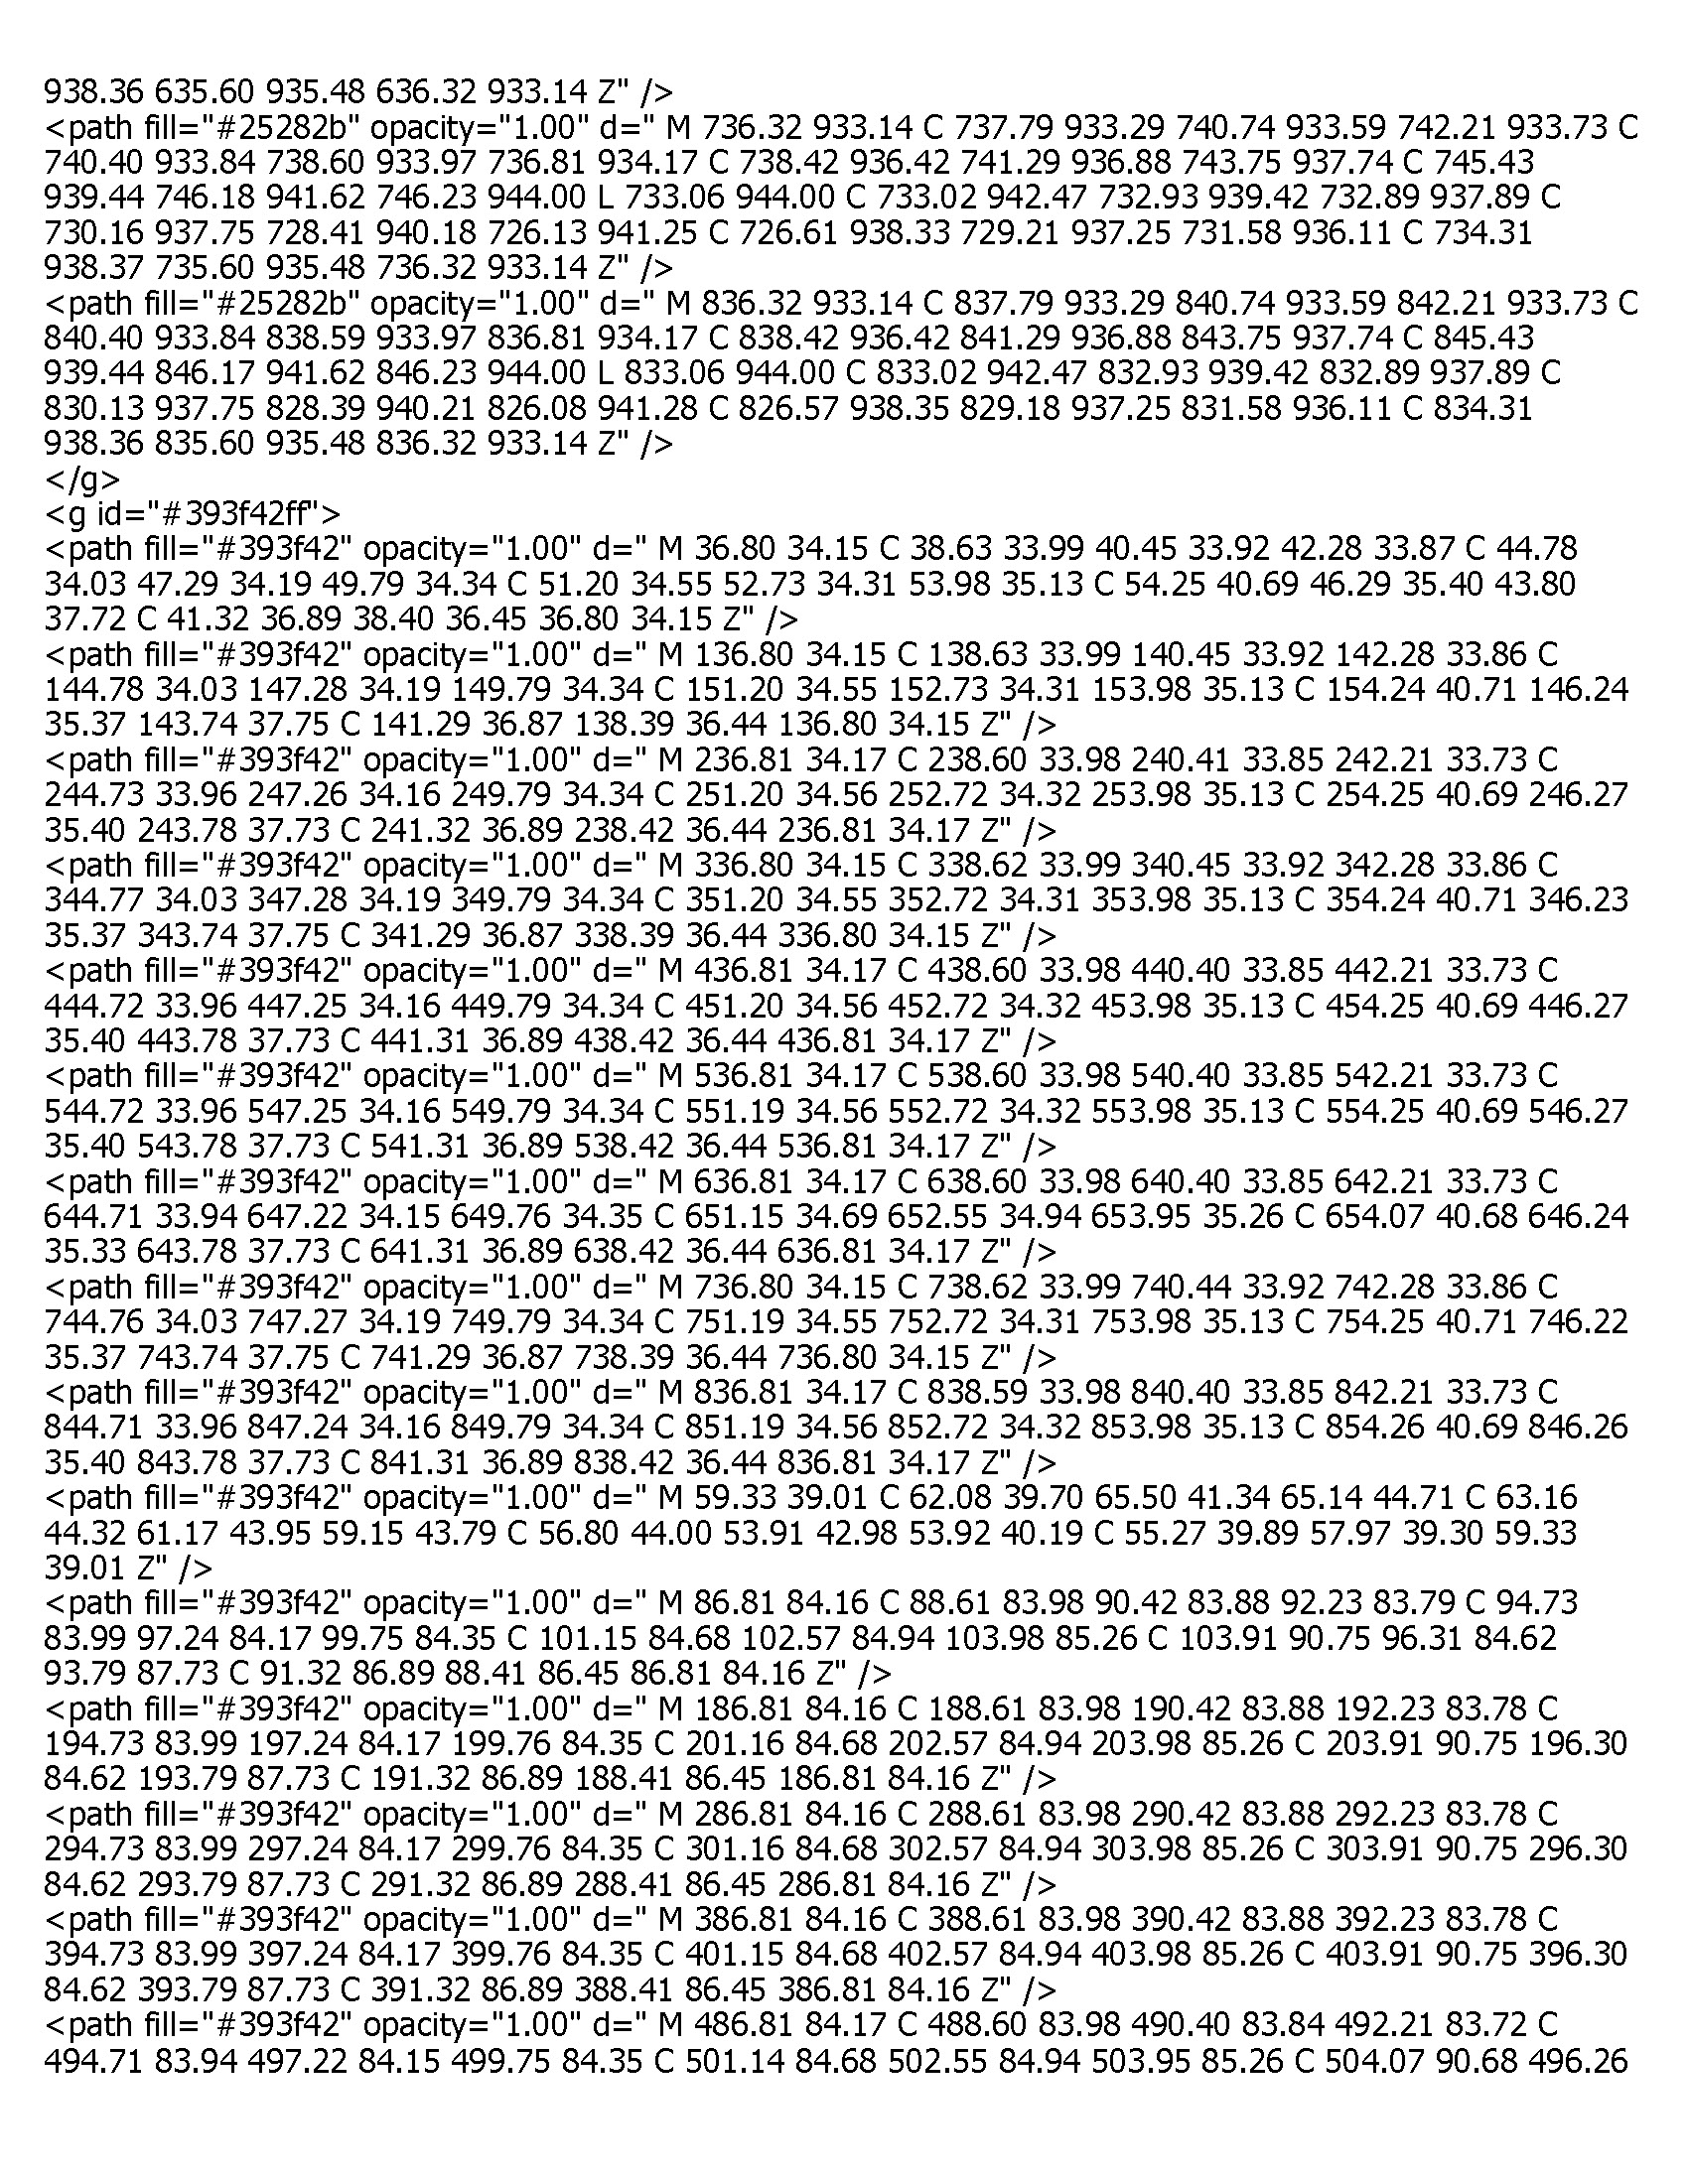 938.36 635.60 935.48 636.32 933.14 Z" />
<path fill="#25282b" opacity="1.00" d=" M 736.32 933.14 C 737.79 933.29 740.74 933.59 742.21 933.73 C
740.40 933.84 738.60 933.97 736.81 934.17 C 738.42 936.42 741.29 936.88 743.75 937.74 C 745.43
939.44 746.18 941.62 746.23 944.00 L 733.06 944.00 C 733.02 942.47 732.93 939.42 732.89 937.89 C
730.16 937.75 728.41 940.18 726.13 941.25 C 726.61 938.33 729.21 937.25 731.58 936.11 C 734.31
938.37 735.60 935.48 736.32 933.14 Z" />
<path fill="#25282b" opacity="1.00" d=" M 836.32 933.14 C 837.79 933.29 840.74 933.59 842.21 933.73 C
840.40 933.84 838.59 933.97 836.81 934.17 C 838.42 936.42 841.29 936.88 843.75 937.74 C 845.43
939.44 846.17 941.62 846.23 944.00 L 833.06 944.00 C 833.02 942.47 832.93 939.42 832.89 937.89 C
830.13 937.75 828.39 940.21 826.08 941.28 C 826.57 938.35 829.18 937.25 831.58 936.11 C 834.31
938.36 835.60 935.48 836.32 933.14 Z" />
</g>
<g id="#393f42ff">
<path fill="#393f42" opacity="1.00" d=" M 36.80 34.15 C 38.63 33.99 40.45 33.92 42.28 33.87 C 44.78
34.03 47.29 34.19 49.79 34.34 C 51.20 34.55 52.73 34.31 53.98 35.13 C 54.25 40.69 46.29 35.40 43.80
37.72 C 41.32 36.89 38.40 36.45 36.80 34.15 Z" />
<path fill="#393f42" opacity="1.00" d=" M 136.80 34.15 C 138.63 33.99 140.45 33.92 142.28 33.86 C
144.78 34.03 147.28 34.19 149.79 34.34 C 151.20 34.55 152.73 34.31 153.98 35.13 C 154.24 40.71 146.24
35.37 143.74 37.75 C 141.29 36.87 138.39 36.44 136.80 34.15 Z" />
<path fill="#393f42" opacity="1.00" d=" M 236.81 34.17 C 238.60 33.98 240.41 33.85 242.21 33.73 C
244.73 33.96 247.26 34.16 249.79 34.34 C 251.20 34.56 252.72 34.32 253.98 35.13 C 254.25 40.69 246.27
35.40 243.78 37.73 C 241.32 36.89 238.42 36.44 236.81 34.17 Z" />
<path fill="#393f42" opacity="1.00" d=" M 336.80 34.15 C 338.62 33.99 340.45 33.92 342.28 33.86 C
344.77 34.03 347.28 34.19 349.79 34.34 C 351.20 34.55 352.72 34.31 353.98 35.13 C 354.24 40.71 346.23
35.37 343.74 37.75 C 341.29 36.87 338.39 36.44 336.80 34.15 Z" />
<path fill="#393f42" opacity="1.00" d=" M 436.81 34.17 C 438.60 33.98 440.40 33.85 442.21 33.73 C
444.72 33.96 447.25 34.16 449.79 34.34 C 451.20 34.56 452.72 34.32 453.98 35.13 C 454.25 40.69 446.27
35.40 443.78 37.73 C 441.31 36.89 438.42 36.44 436.81 34.17 Z" />
<path fill="#393f42" opacity="1.00" d=" M 536.81 34.17 C 538.60 33.98 540.40 33.85 542.21 33.73 C
544.72 33.96 547.25 34.16 549.79 34.34 C 551.19 34.56 552.72 34.32 553.98 35.13 C 554.25 40.69 546.27
35.40 543.78 37.73 C 541.31 36.89 538.42 36.44 536.81 34.17 Z" />
<path fill="#393f42" opacity="1.00" d=" M 636.81 34.17 C 638.60 33.98 640.40 33.85 642.21 33.73 C
644.71 33.94 647.22 34.15 649.76 34.35 C 651.15 34.69 652.55 34.94 653.95 35.26 C 654.07 40.68 646.24
35.33 643.78 37.73 C 641.31 36.89 638.42 36.44 636.81 34.17 Z" />
<path fill="#393f42" opacity="1.00" d=" M 736.80 34.15 C 738.62 33.99 740.44 33.92 742.28 33.86 C
744.76 34.03 747.27 34.19 749.79 34.34 C 751.19 34.55 752.72 34.31 753.98 35.13 C 754.25 40.71 746.22
35.37 743.74 37.75 C 741.29 36.87 738.39 36.44 736.80 34.15 Z" />
<path fill="#393f42" opacity="1.00" d=" M 836.81 34.17 C 838.59 33.98 840.40 33.85 842.21 33.73 C
844.71 33.96 847.24 34.16 849.79 34.34 C 851.19 34.56 852.72 34.32 853.98 35.13 C 854.26 40.69 846.26
35.40 843.78 37.73 C 841.31 36.89 838.42 36.44 836.81 34.17 Z" />
<path fill="#393f42" opacity="1.00" d=" M 59.33 39.01 C 62.08 39.70 65.50 41.34 65.14 44.71 C 63.16
44.32 61.17 43.95 59.15 43.79 C 56.80 44.00 53.91 42.98 53.92 40.19 C 55.27 39.89 57.97 39.30 59.33
39.01 Z" />
<path fill="#393f42" opacity="1.00" d=" M 86.81 84.16 C 88.61 83.98 90.42 83.88 92.23 83.79 C 94.73
83.99 97.24 84.17 99.75 84.35 C 101.15 84.68 102.57 84.94 103.98 85.26 C 103.91 90.75 96.31 84.62
93.79 87.73 C 91.32 86.89 88.41 86.45 86.81 84.16 Z" />
<path fill="#393f42" opacity="1.00" d=" M 186.81 84.16 C 188.61 83.98 190.42 83.88 192.23 83.78 C
194.73 83.99 197.24 84.17 199.76 84.35 C 201.16 84.68 202.57 84.94 203.98 85.26 C 203.91 90.75 196.30
84.62 193.79 87.73 C 191.32 86.89 188.41 86.45 186.81 84.16 Z" />
<path fill="#393f42" opacity="1.00" d=" M 286.81 84.16 C 288.61 83.98 290.42 83.88 292.23 83.78 C
294.73 83.99 297.24 84.17 299.76 84.35 C 301.16 84.68 302.57 84.94 303.98 85.26 C 303.91 90.75 296.30
84.62 293.79 87.73 C 291.32 86.89 288.41 86.45 286.81 84.16 Z" />
<path fill="#393f42" opacity="1.00" d=" M 386.81 84.16 C 388.61 83.98 390.42 83.88 392.23 83.78 C
394.73 83.99 397.24 84.17 399.76 84.35 C 401.15 84.68 402.57 84.94 403.98 85.26 C 403.91 90.75 396.30
84.62 393.79 87.73 C 391.32 86.89 388.41 86.45 386.81 84.16 Z" />
<path fill="#393f42" opacity="1.00" d=" M 486.81 84.17 C 488.60 83.98 490.40 83.84 492.21 83.72 C
494.71 83.94 497.22 84.15 499.75 84.35 C 501.14 84.68 502.55 84.94 503.95 85.26 C 504.07 90.68 496.26